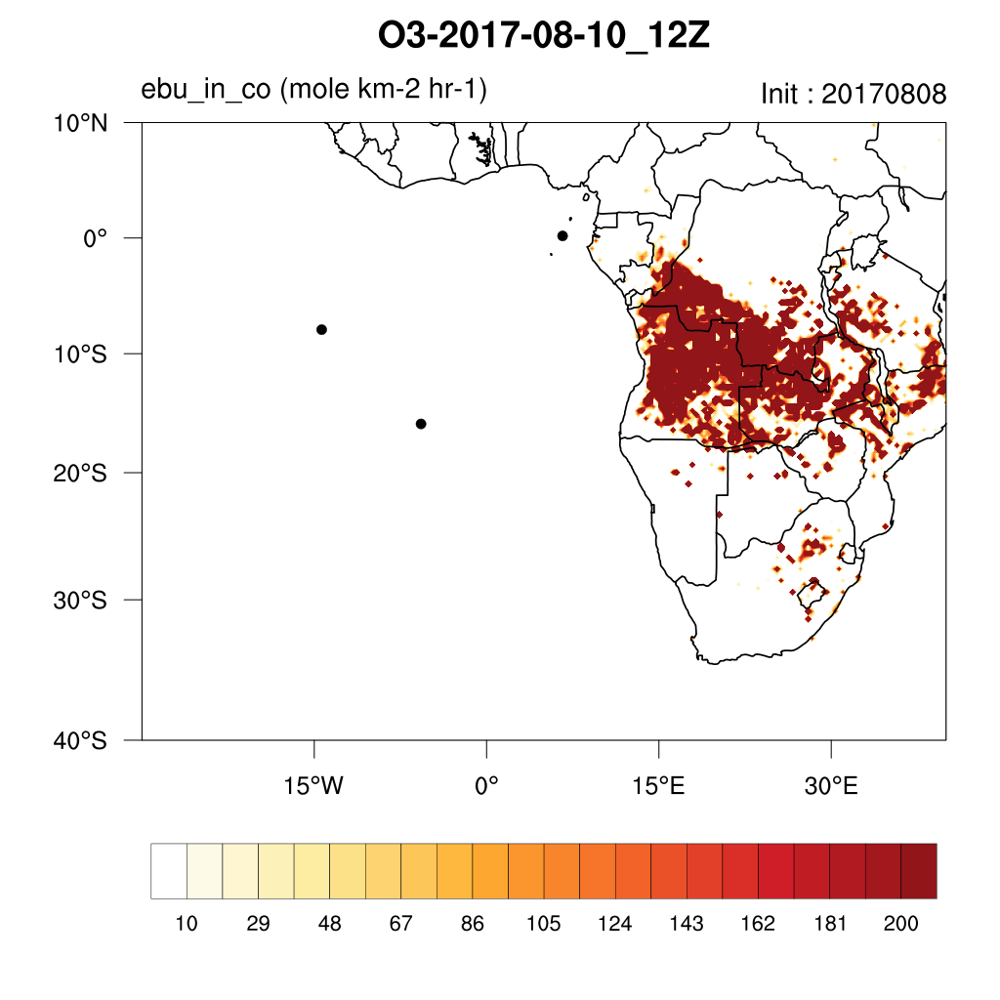 O3-2017-08-10_12Z
ebu_in_co (mole km-2 hr-1)
Init : 20170808
10°N
0°
10°S
20°S
30°S
40°S
15°W 0° 15°E 30°E
10 29 48 67 86 105 124 143 162 181 200